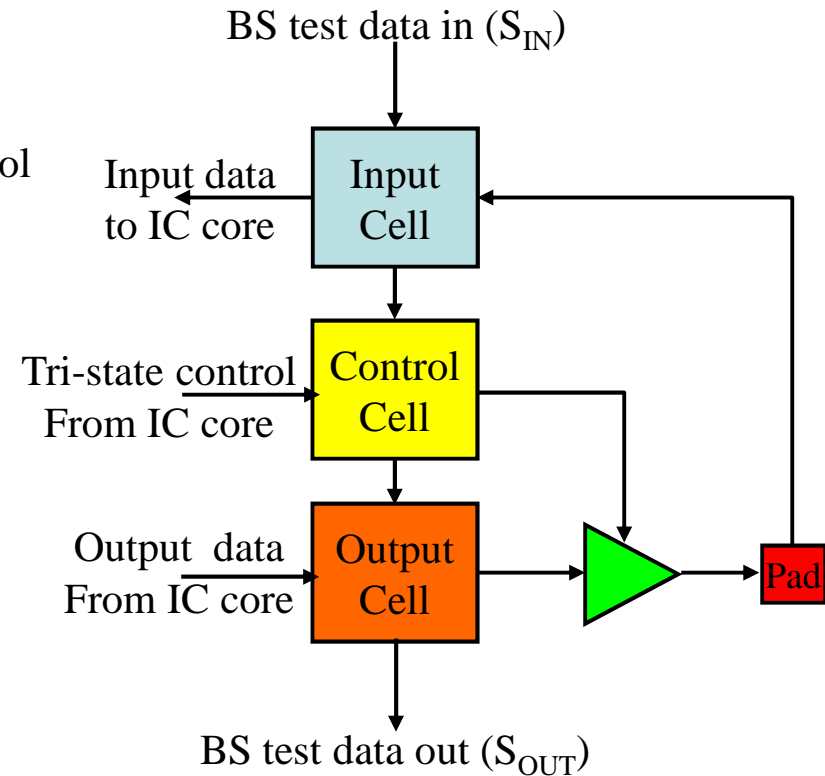 BS test data in (S_IN)
ol
Input data
to IC core
Input
Cell
Tri-state control
From IC core
Control
Cell
Output data
From IC core
Output
Cell
Pad
BS test data out (S_OUT)